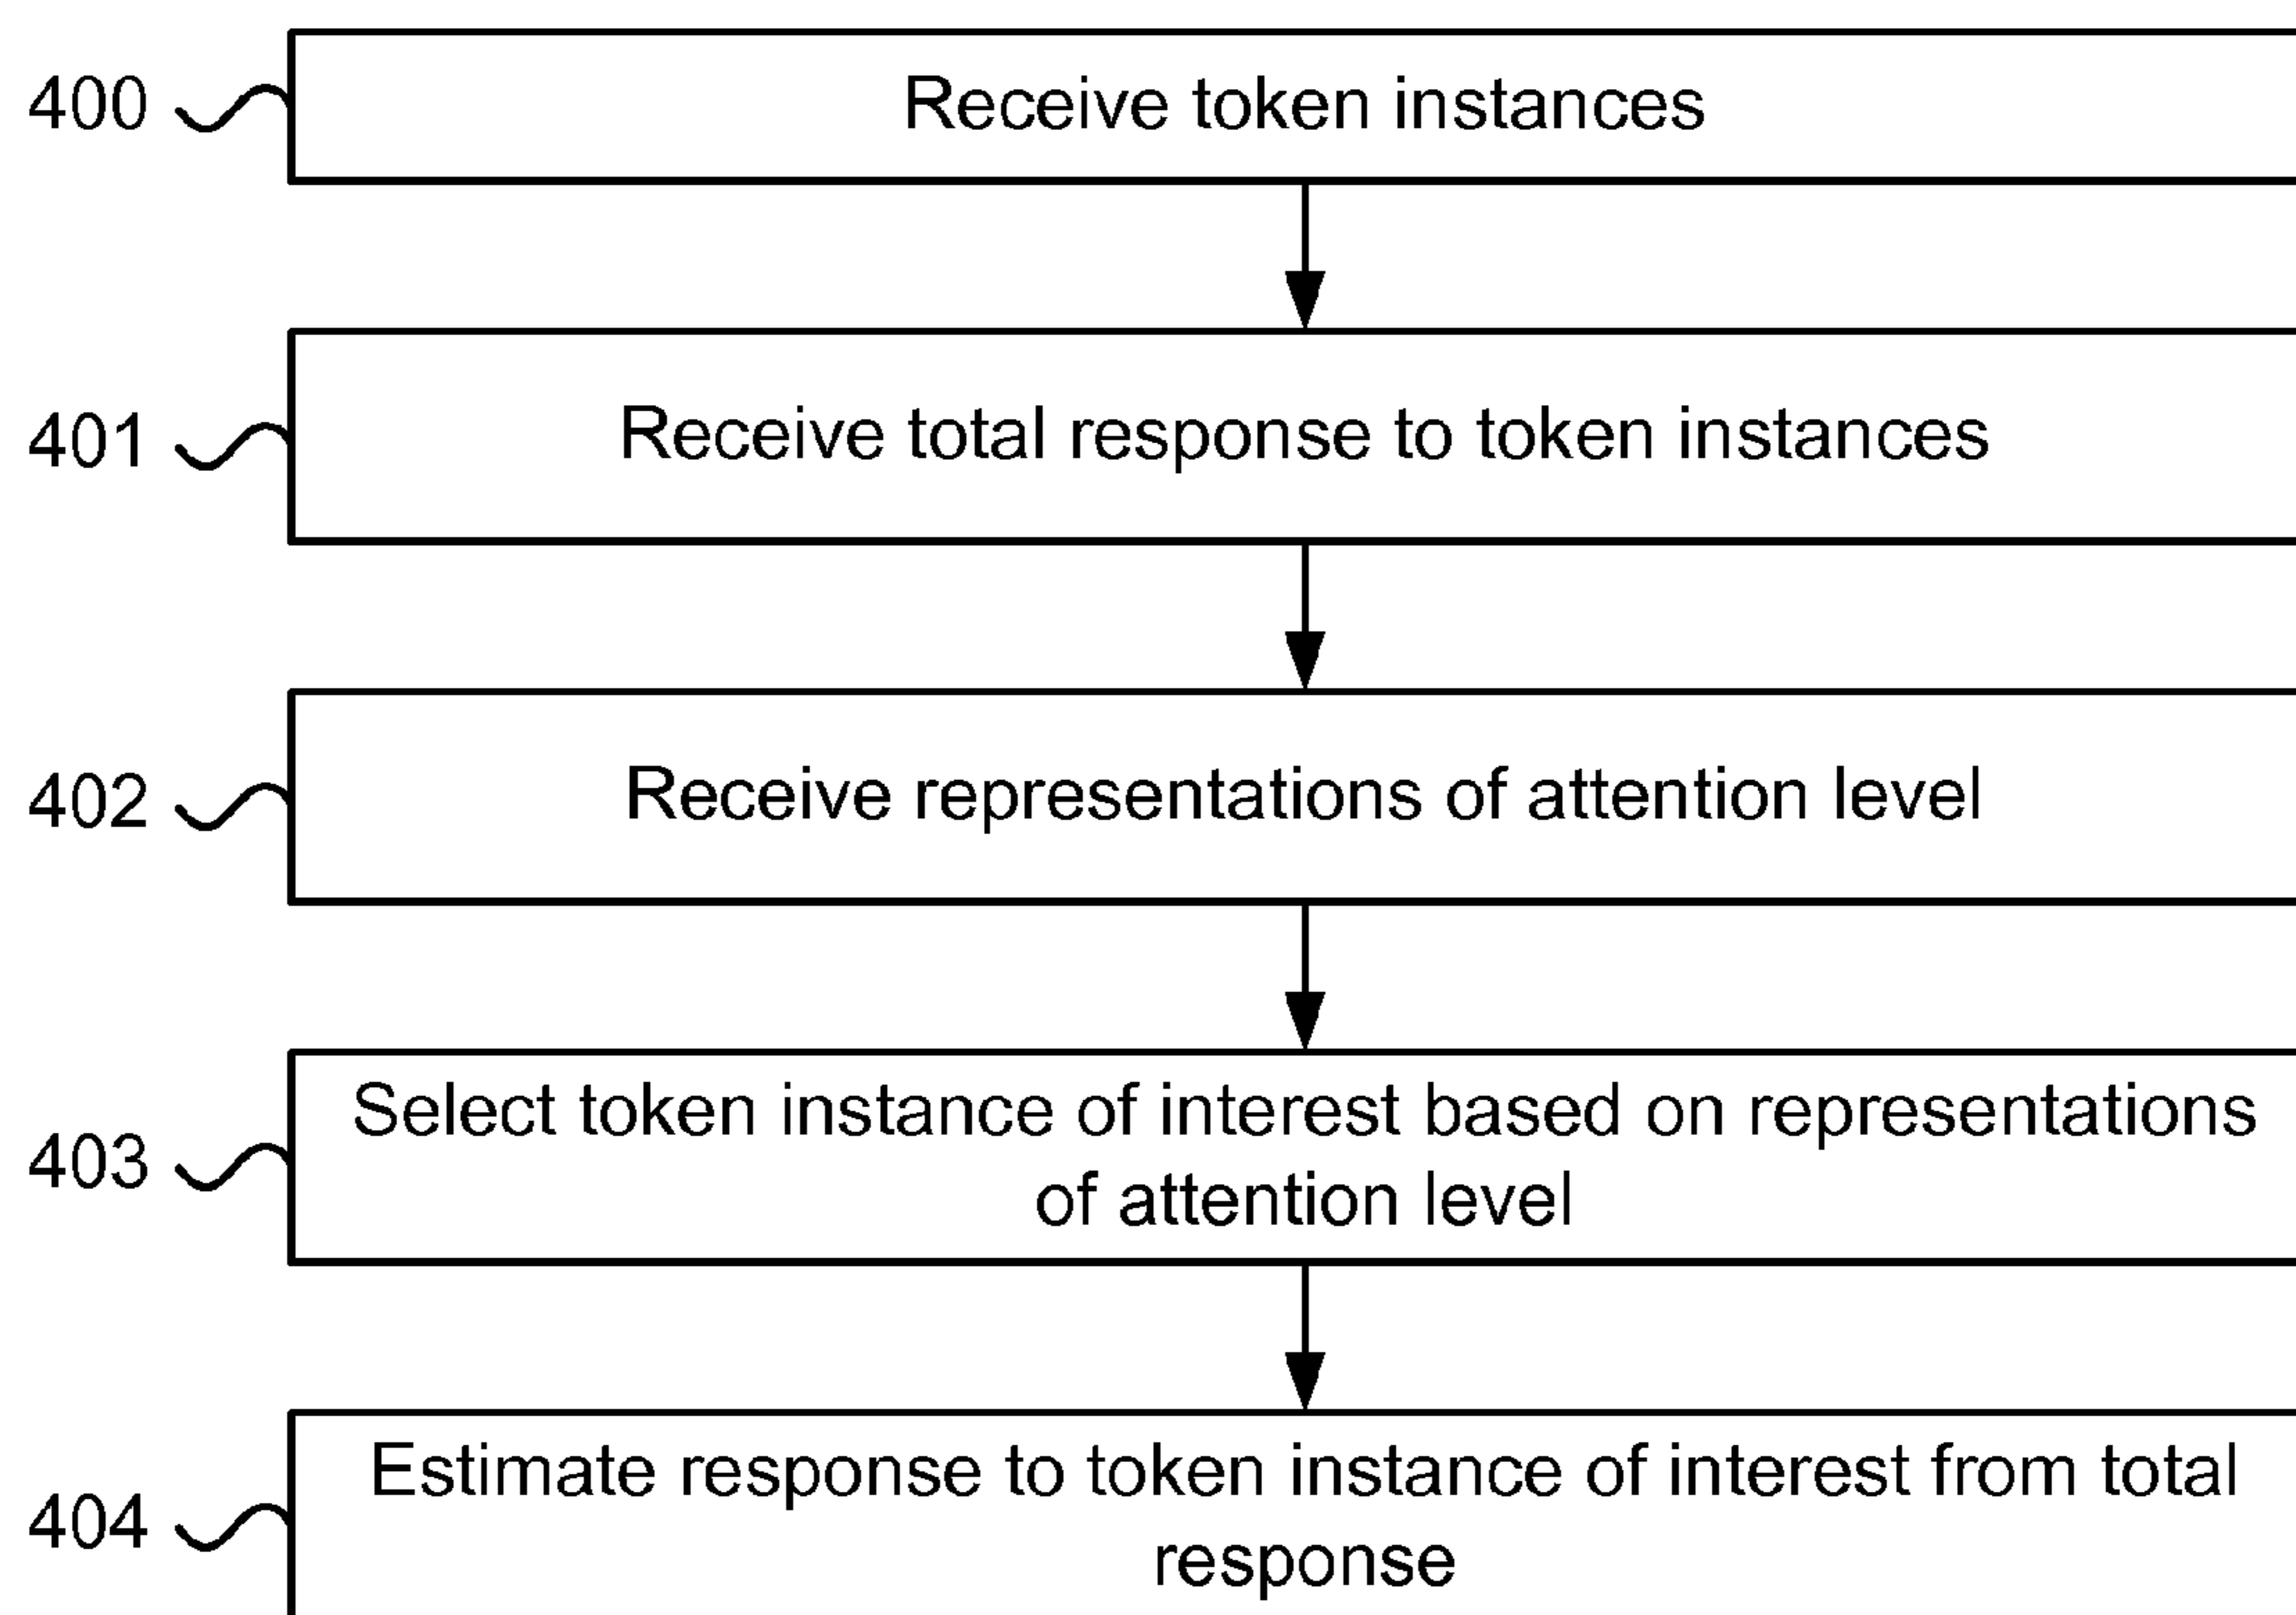 400
Receive token instances
401
Receive total response to token instances
402
Receive representations of attention level
403
Select token instance of interest based on representations
of attention level
404
Estimate response to token instance of interest from total
response